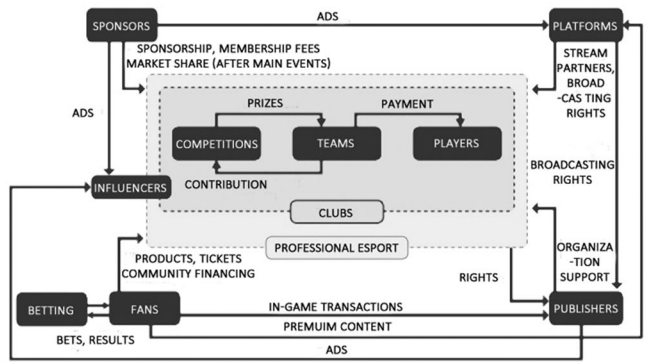 ADS
SPONSORS
PLATFORMS
SPONSORSHIP, MEMBERSHIP FEES
MARKET SHARE (AFTER MAIN EVENTS)
STREAM
PARTNERS,
BROAD
-CAS TING
RIGHTS
ADS
PRIZES
PAYMENT
COMPETITIONS
TEAMS
PLAYERS
CONTRIBUTION
BROADCASTING
RIGHTS
INFLUENCERS
CLUBS
PROFESSIONAL ESPORT
PRODUCTS, TICKETS
COMMUNITY FINANCING
ORGANIZA
-TION
SUPPORT
RIGHTS
BETTING
FANS
IN-GAME TRANSACTIONS
PUBLISHERS
PREMUIM CONTENT
BETS, RESULTS
ADS